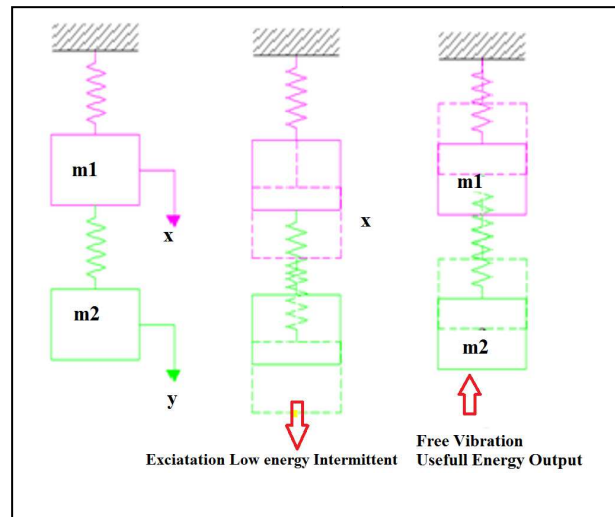 m1
x
m2
y
x
Exciatation Low energy Intermittent
m1
m2
Free Vibration
Usefull Energy Output